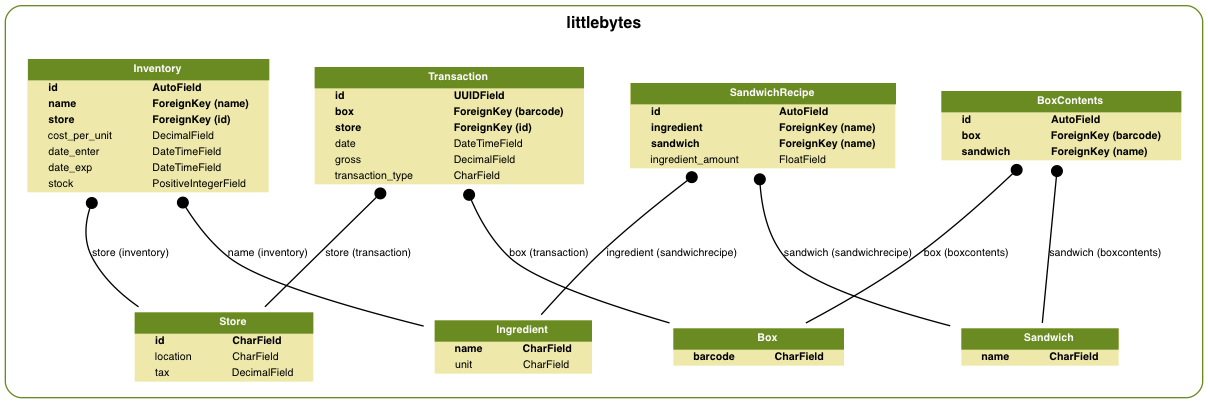 littlebytes
Inventory
id AutoField
name ForeignKey (name)
store ForeignKey (id)
cost_per_unit DecimalField
date_enter DateTimeField
date_exp DateTimeField
stock PositiveIntegerField
Transaction
id UUIDField
box ForeignKey (barcode)
store ForeignKey (id)
date DateTimeField
gross DecimalField
transaction_type CharField
SandwichRecipe
id AutoField
ingredient ForeignKey (name)
sandwich ForeignKey (name)
ingredient_amount FloatField
BoxContents
id AutoField
box ForeignKey (barcode)
sandwich ForeignKey (name)
store (inventory)
name (inventory)
store (transaction)
box (transaction)
ingredient (sandwichrecipe)
sandwich (sandwichrecipe)
box (boxcontents)
sandwich (boxcontents)
Store
id CharField
location CharField
tax DecimalField
Ingredient
name CharField
unit CharField
Box
barcode CharField
Sandwich
name CharField